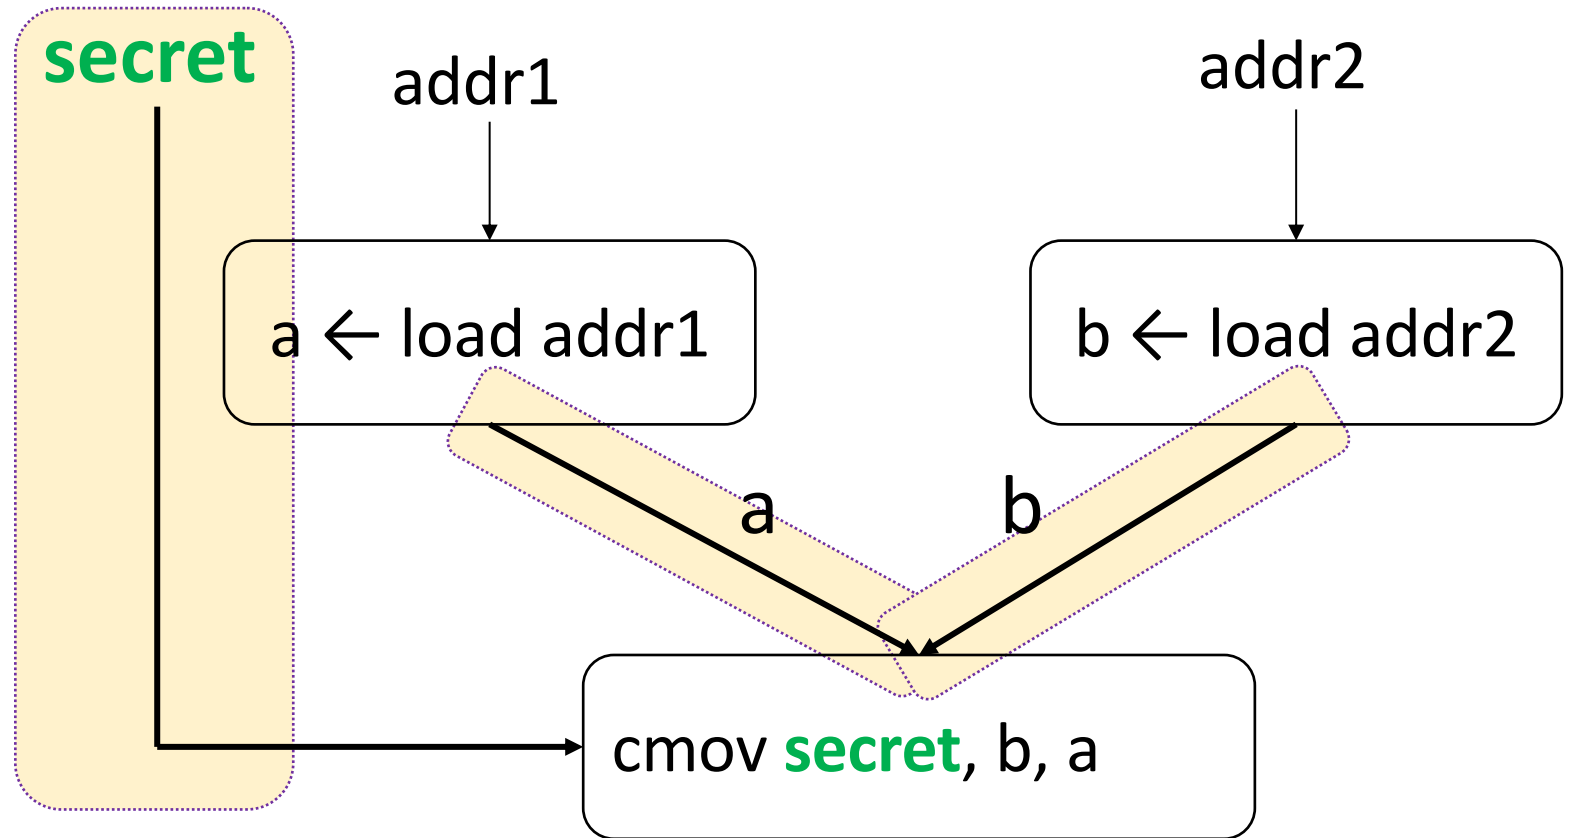 secret
addr1
addr2
a ← load addr1
b ← load addr2
a
b
cmov secret, b, a